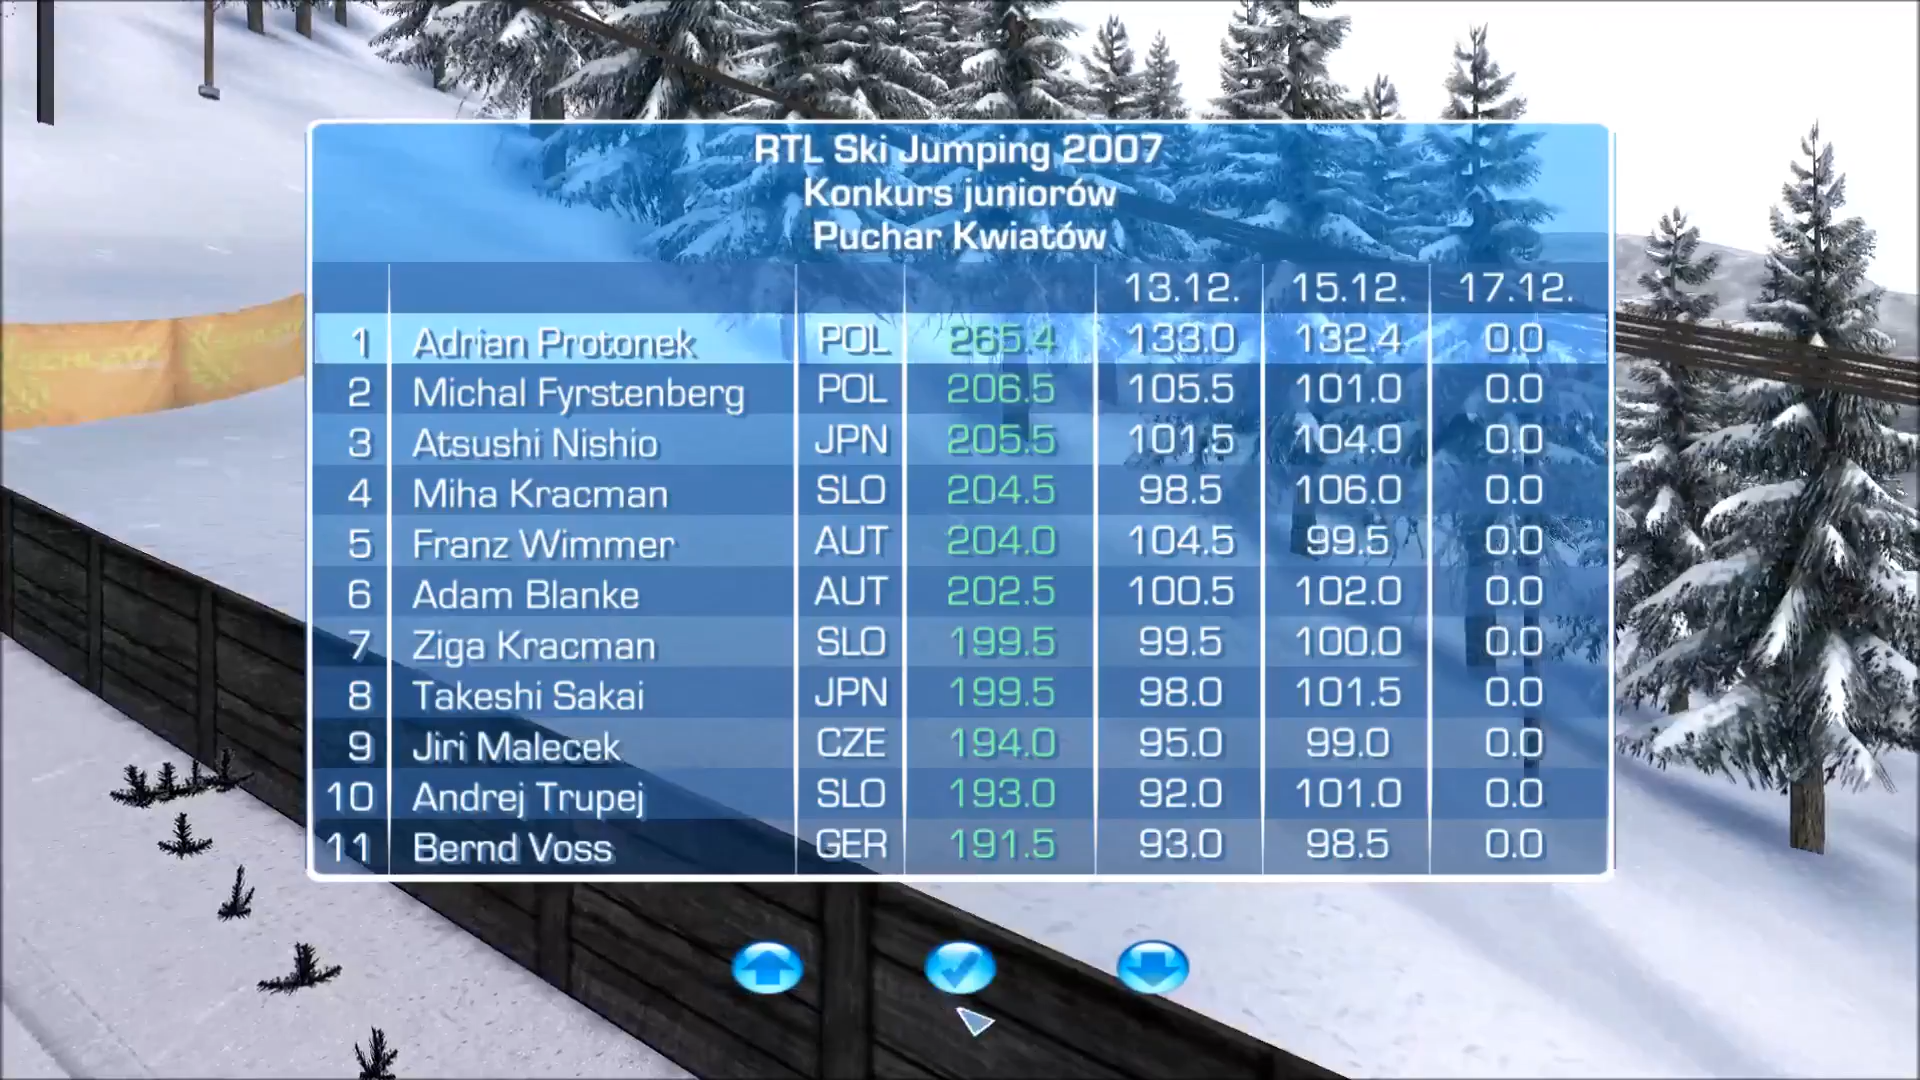 RTL Ski Jumping 2007
Konkurs juniorów
Puchar Kwiatów
13.12. 15.12. 17.12.
1 Adrian Protonek POL 265.4 133.0 132.4 0.0
2 Michal Fyrstenberg POL 206.5 105.5 101.0 0.0
3 Atsushi Nishio JPN 205.5 101.5 104.0 0.0
4 Miha Kracman SLO 204.5 98.5 106.0 0.0
5 Franz Wimmer AUT 204.0 104.5 99.5 0.0
6 Adam Blanke AUT 202.5 100.5 102.0 0.0
7 Ziga Kracman SLO 199.5 99.5 100.0 0.0
8 Takeshi Sakai JPN 199.5 98.0 101.5 0.0
9 Jiri Malecek CZE 194.0 95.0 99.0 0.0
10 Andrej Trupej SLO 193.0 92.0 101.0 0.0
11 Bernd Voss GER 191.5 93.0 98.5 0.0